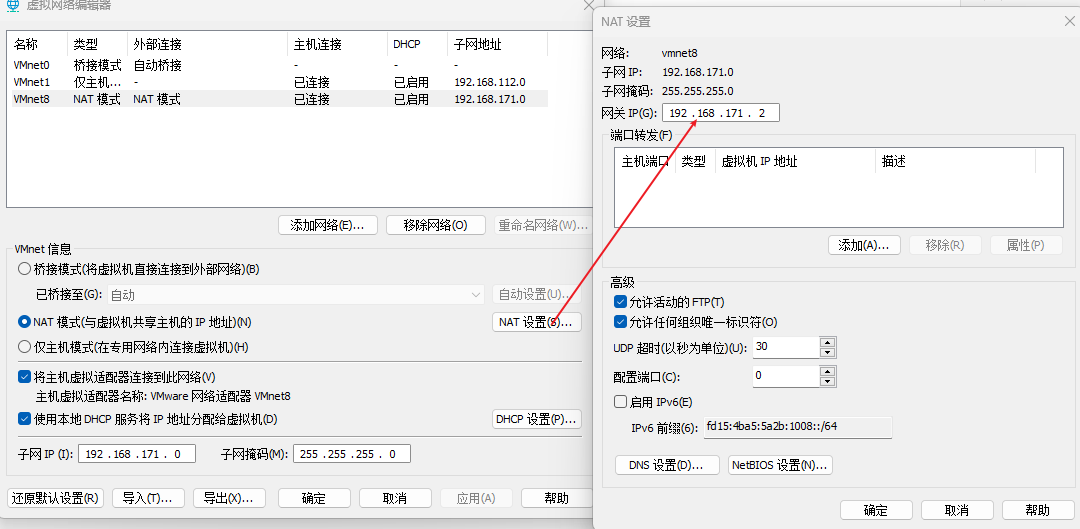 虚拟网络编辑器
名称 类型 外部连接 主机连接 DHCP 子网地址
VMnet0 桥接模式 自动桥接 - - -
VMnet1 仅主机... - 已连接 已启用 192.168.112.0
VMnet8 NAT 模式 NAT 模式 已连接 已启用 192.168.171.0
添加网络(E)... 移除网络(O) 重命名网络(W)...
VMnet 信息
桥接模式(将虚拟机直接连接到外部网络)(B)
已桥接至(G): 自动 自动设置(U)...
NAT 模式(与虚拟机共享主机的 IP 地址)(N) NAT 设置(S)...
仅主机模式(在专用网络内连接虚拟机)(H)
将主机虚拟适配器连接到此网络(V)
主机虚拟适配器名称: VMware 网络适配器 VMnet8
使用本地 DHCP 服务将 IP 地址分配给虚拟机(D) DHCP 设置(P)...
子网 IP (I): 192 .168 .171 . 0 子网掩码(M): 255 .255 .255 . 0
还原默认设置(R) 导入(T)... 导出(X)... 确定 取消 应用(A) 帮助
NAT 设置
网络: vmnet8
子网 IP: 192.168.171.0
子网掩码: 255.255.255.0
网关 IP(G): 192 .168 .171 . 2
端口转发(F)
主机端口 类型 虚拟机 IP 地址 描述
添加(A)... 移除(R) 属性(P)
高级
允许活动的 FTP(T)
允许任何组织唯一标识符(O)
UDP 超时(以秒为单位)(U): 30
配置端口(C): 0
启用 IPv6(E)
IPv6 前缀(6): fd15:4ba5:5a2b:1008::/64
DNS 设置(D)... NetBIOS 设置(N)...
确定 取消 帮助